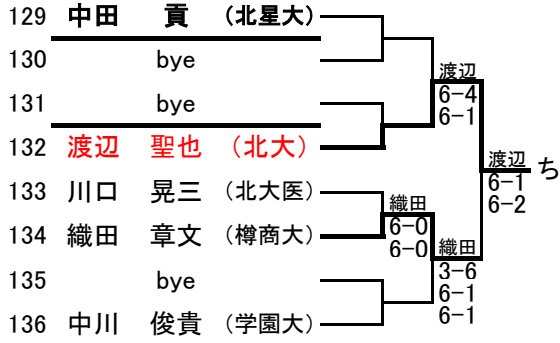 129 中田 貢 (北星大)
130 bye
131 bye
132 渡辺 聖也 (北大)
133 川口 晃三 (北大医)
134 織田 章文 (樽商大)
135 bye
136 中川 俊貴 (学園大)
織田
6-0
6-0
渡辺
6-4
6-1
織田
3-6
6-1
6-1
渡辺
6-1
6-2
ち